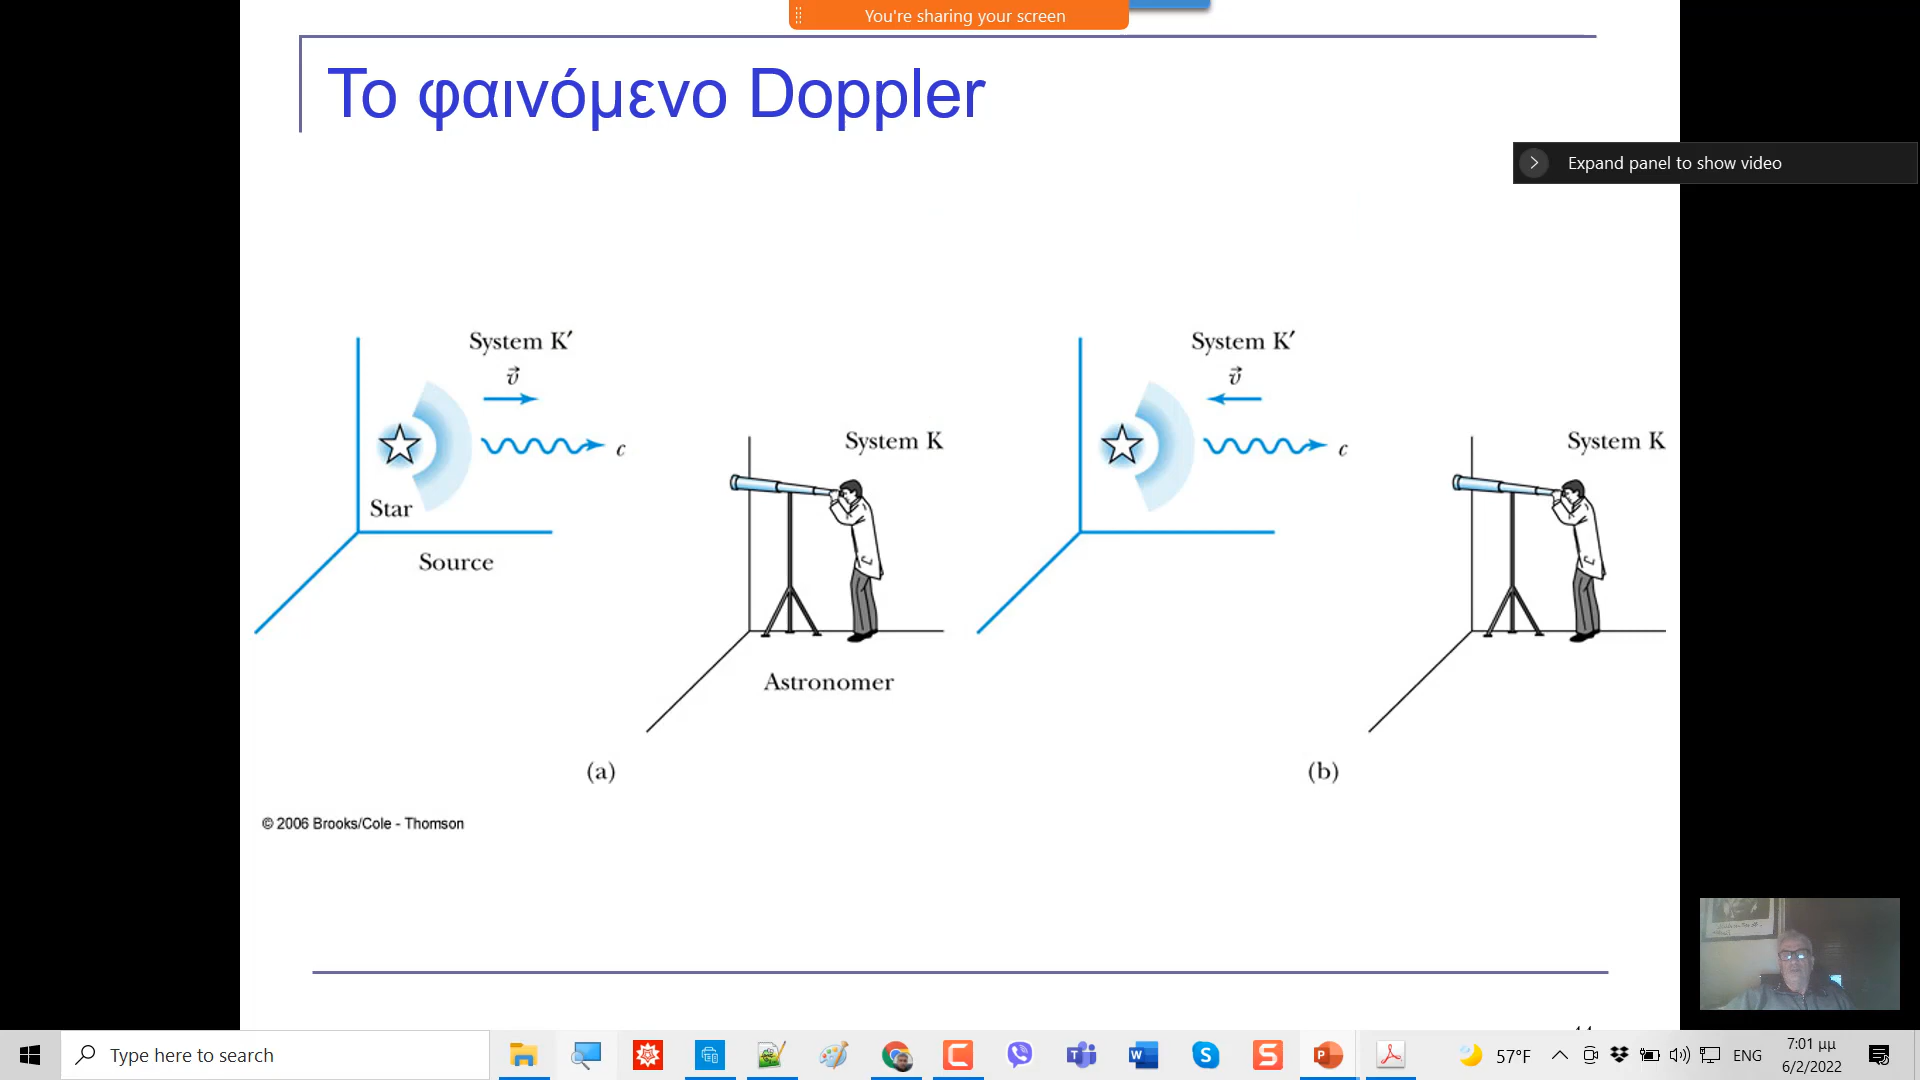 You're sharing your screen
Το φαινόμενο Doppler
Expand panel to show video
System K′
v⃗
c
Star
Source
System K
Astronomer
(a)
System K′
v⃗
c
System K
(b)
© 2006 Brooks/Cole - Thomson
Type here to search
57°F
ENG
7:01 μμ
6/2/2022